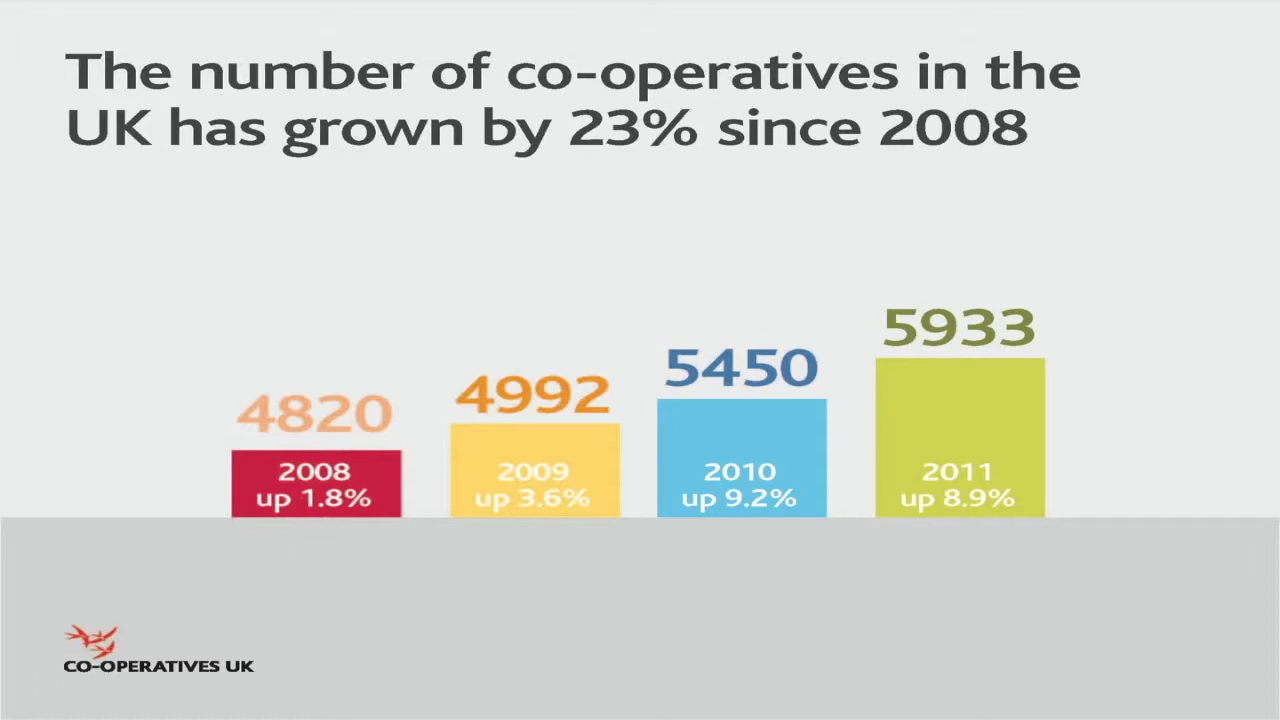 The number of co-operatives in the
UK has grown by 23% since 2008
4820
4992
5450
5933
2008
up 1.8%
2009
up 3.6%
2010
up 9.2%
2011
up 8.9%
CO-OPERATIVES UK